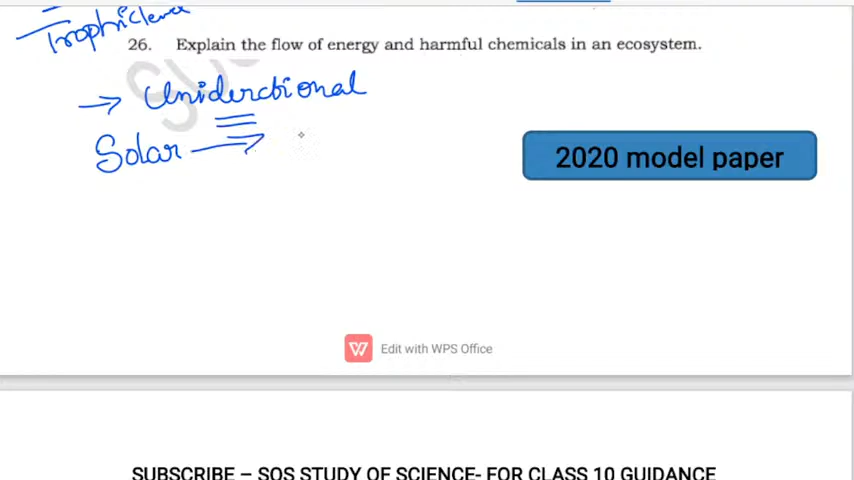 Trophiclevel
26. Explain the flow of energy and harmful chemicals in an ecosystem.
→ Uniderctional
Solar →
2020 model paper
Edit with WPS Office
SUBSCRIBE – SOS STUDY OF SCIENCE- FOR CLASS 10 GUIDANCE